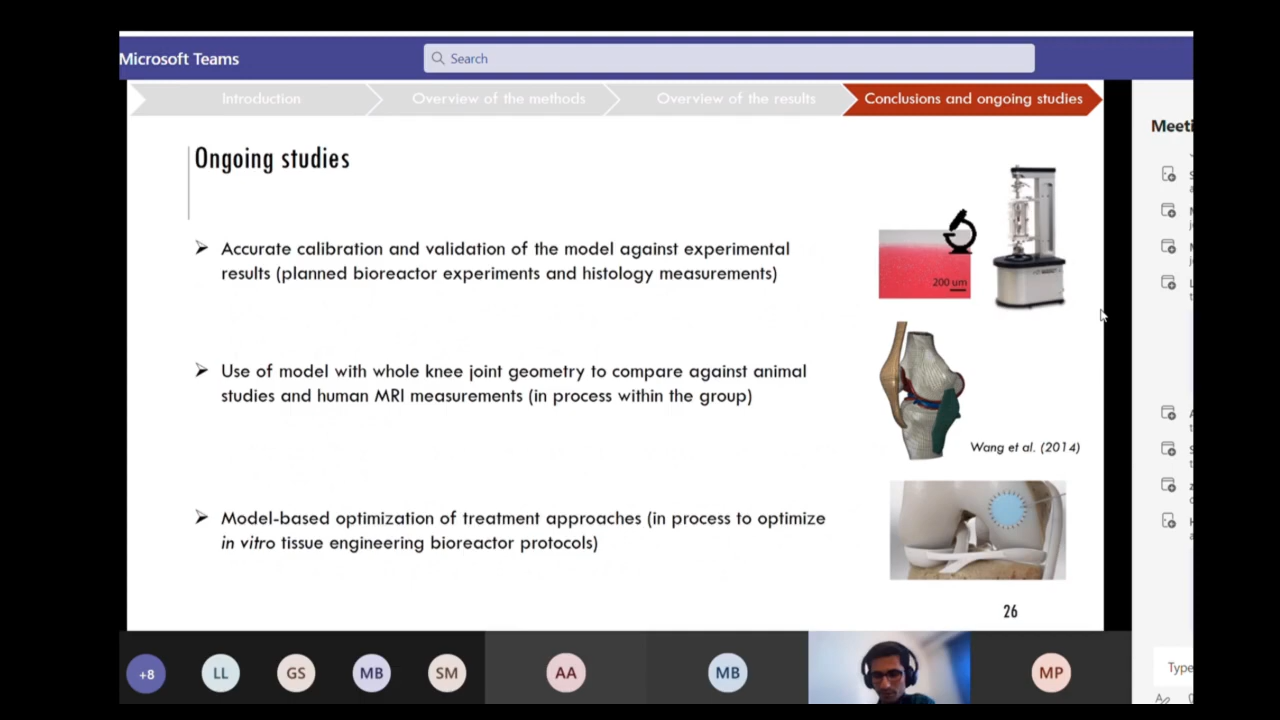 Microsoft Teams
Search
Introduction
Overview of the methods
Overview of the results
Conclusions and ongoing studies
Meeti
Ongoing studies
Accurate calibration and validation of the model against experimental
results (planned bioreactor experiments and histology measurements)
200 um
Use of model with whole knee joint geometry to compare against animal
studies and human MRI measurements (in process within the group)
Wang et al. (2014)
Model-based optimization of treatment approaches (in process to optimize
in vitro tissue engineering bioreactor protocols)
26
+8
LL
GS
MB
SM
AA
MB
MP
Type